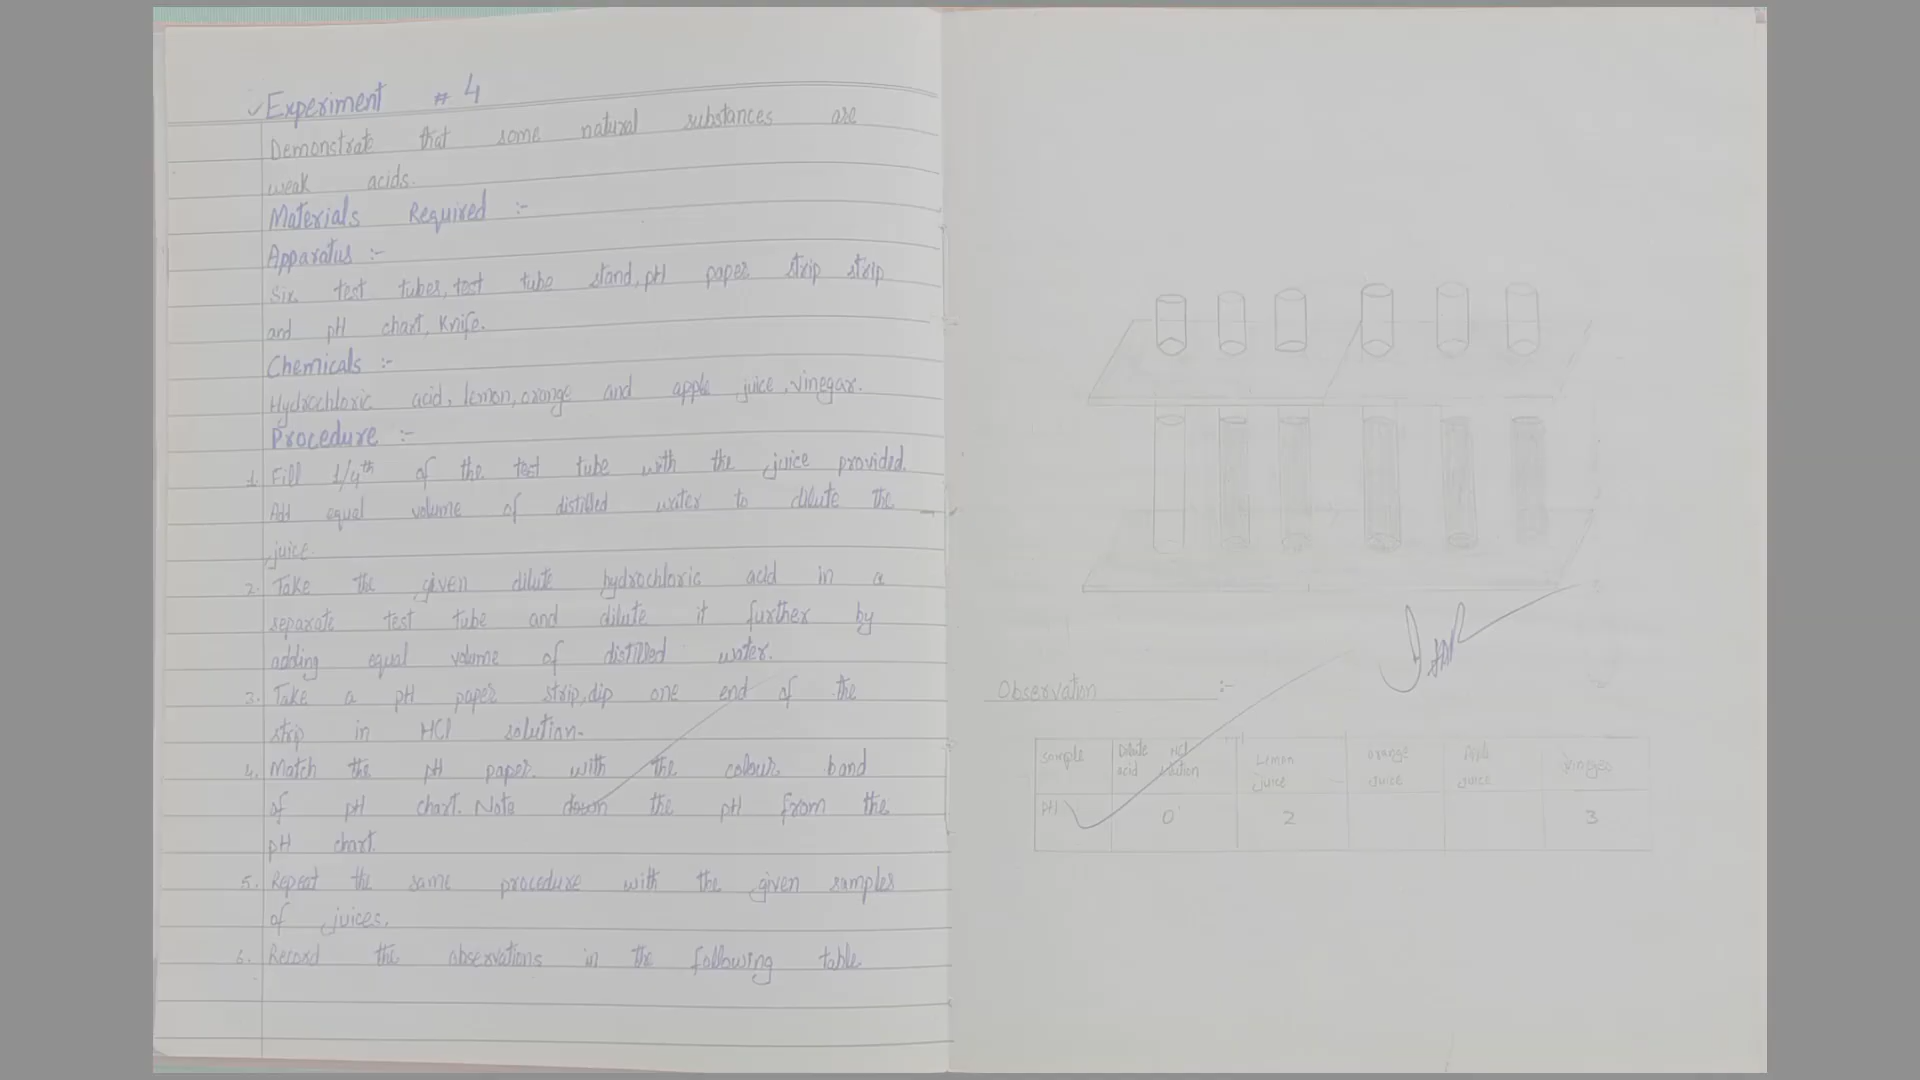 Experiment # 4
Demonstrate that some natural substances are
weak acids.
Materials Required :-
Apparatus :-
Six test tubes, test tube stand, pH paper strip strip
and pH chart, Knife.
Chemicals :-
Hydrochloric acid, lemon, orange and apple juice, vinegar.
Procedure :-
1. Fill 1/4th of the test tube with the juice provided.
Add equal volume of distilled water to dilute the
juice.
2. Take the given dilute hydrochloric acid in a
separate test tube and dilute it further by
adding equal volume of distilled water.
3. Take a pH paper strip, dip one end of the
strip in HCl solution.
4. Match the pH paper with the colour band
of pH chart. Note down the pH from the
pH chart.
5. Repeat the same procedure with the given samples
of juices.
6. Record the observations in the following table
Observation :-
Sample Dilute HCl Lemon orange Apple Vinegar
acid juice juice juice
pH 0 2 3